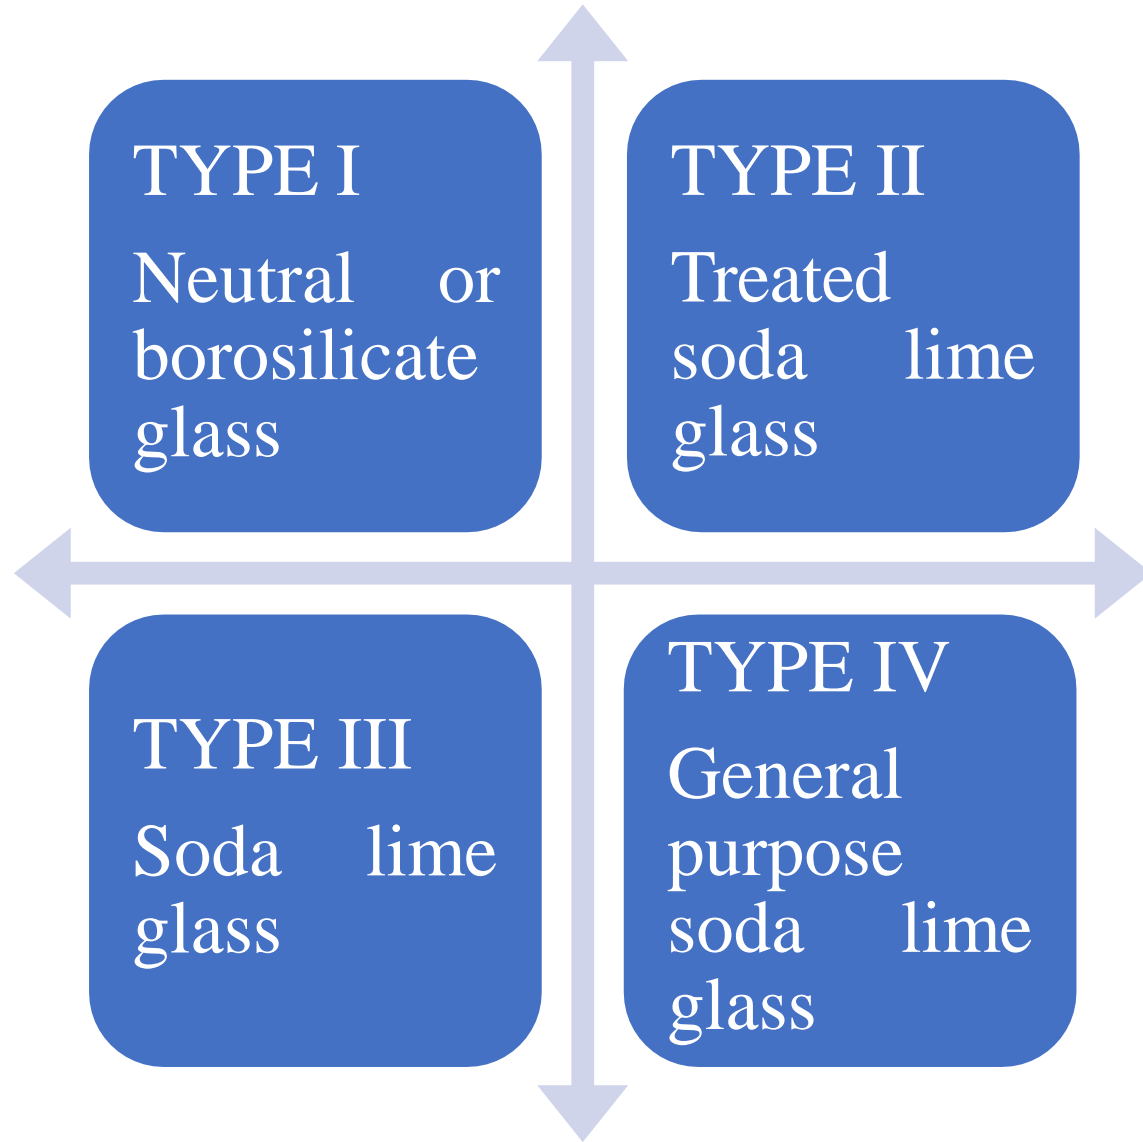 TYPE I
Neutral or
borosilicate
glass
TYPE II
Treated
soda lime
glass
TYPE III
Soda lime
glass
TYPE IV
General
purpose
soda lime
glass